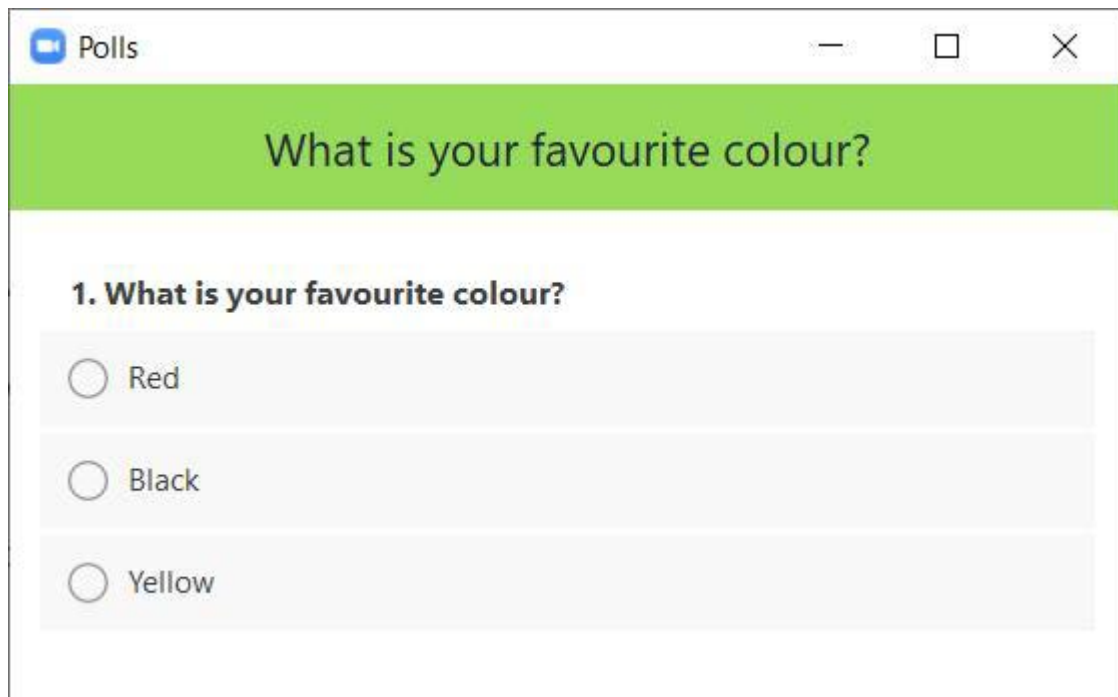 Polls
What is your favourite colour?
1. What is your favourite colour?
Red
Black
Yellow